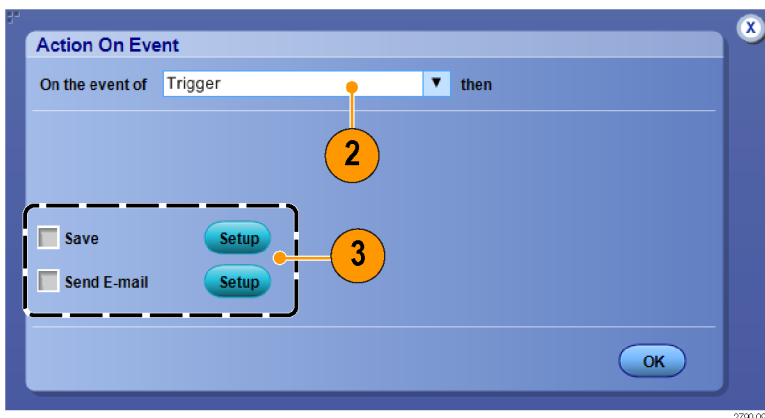 X
Action On Event
On the event of Trigger ▼ then
2
Save Setup
3
Send E-mail Setup
OK